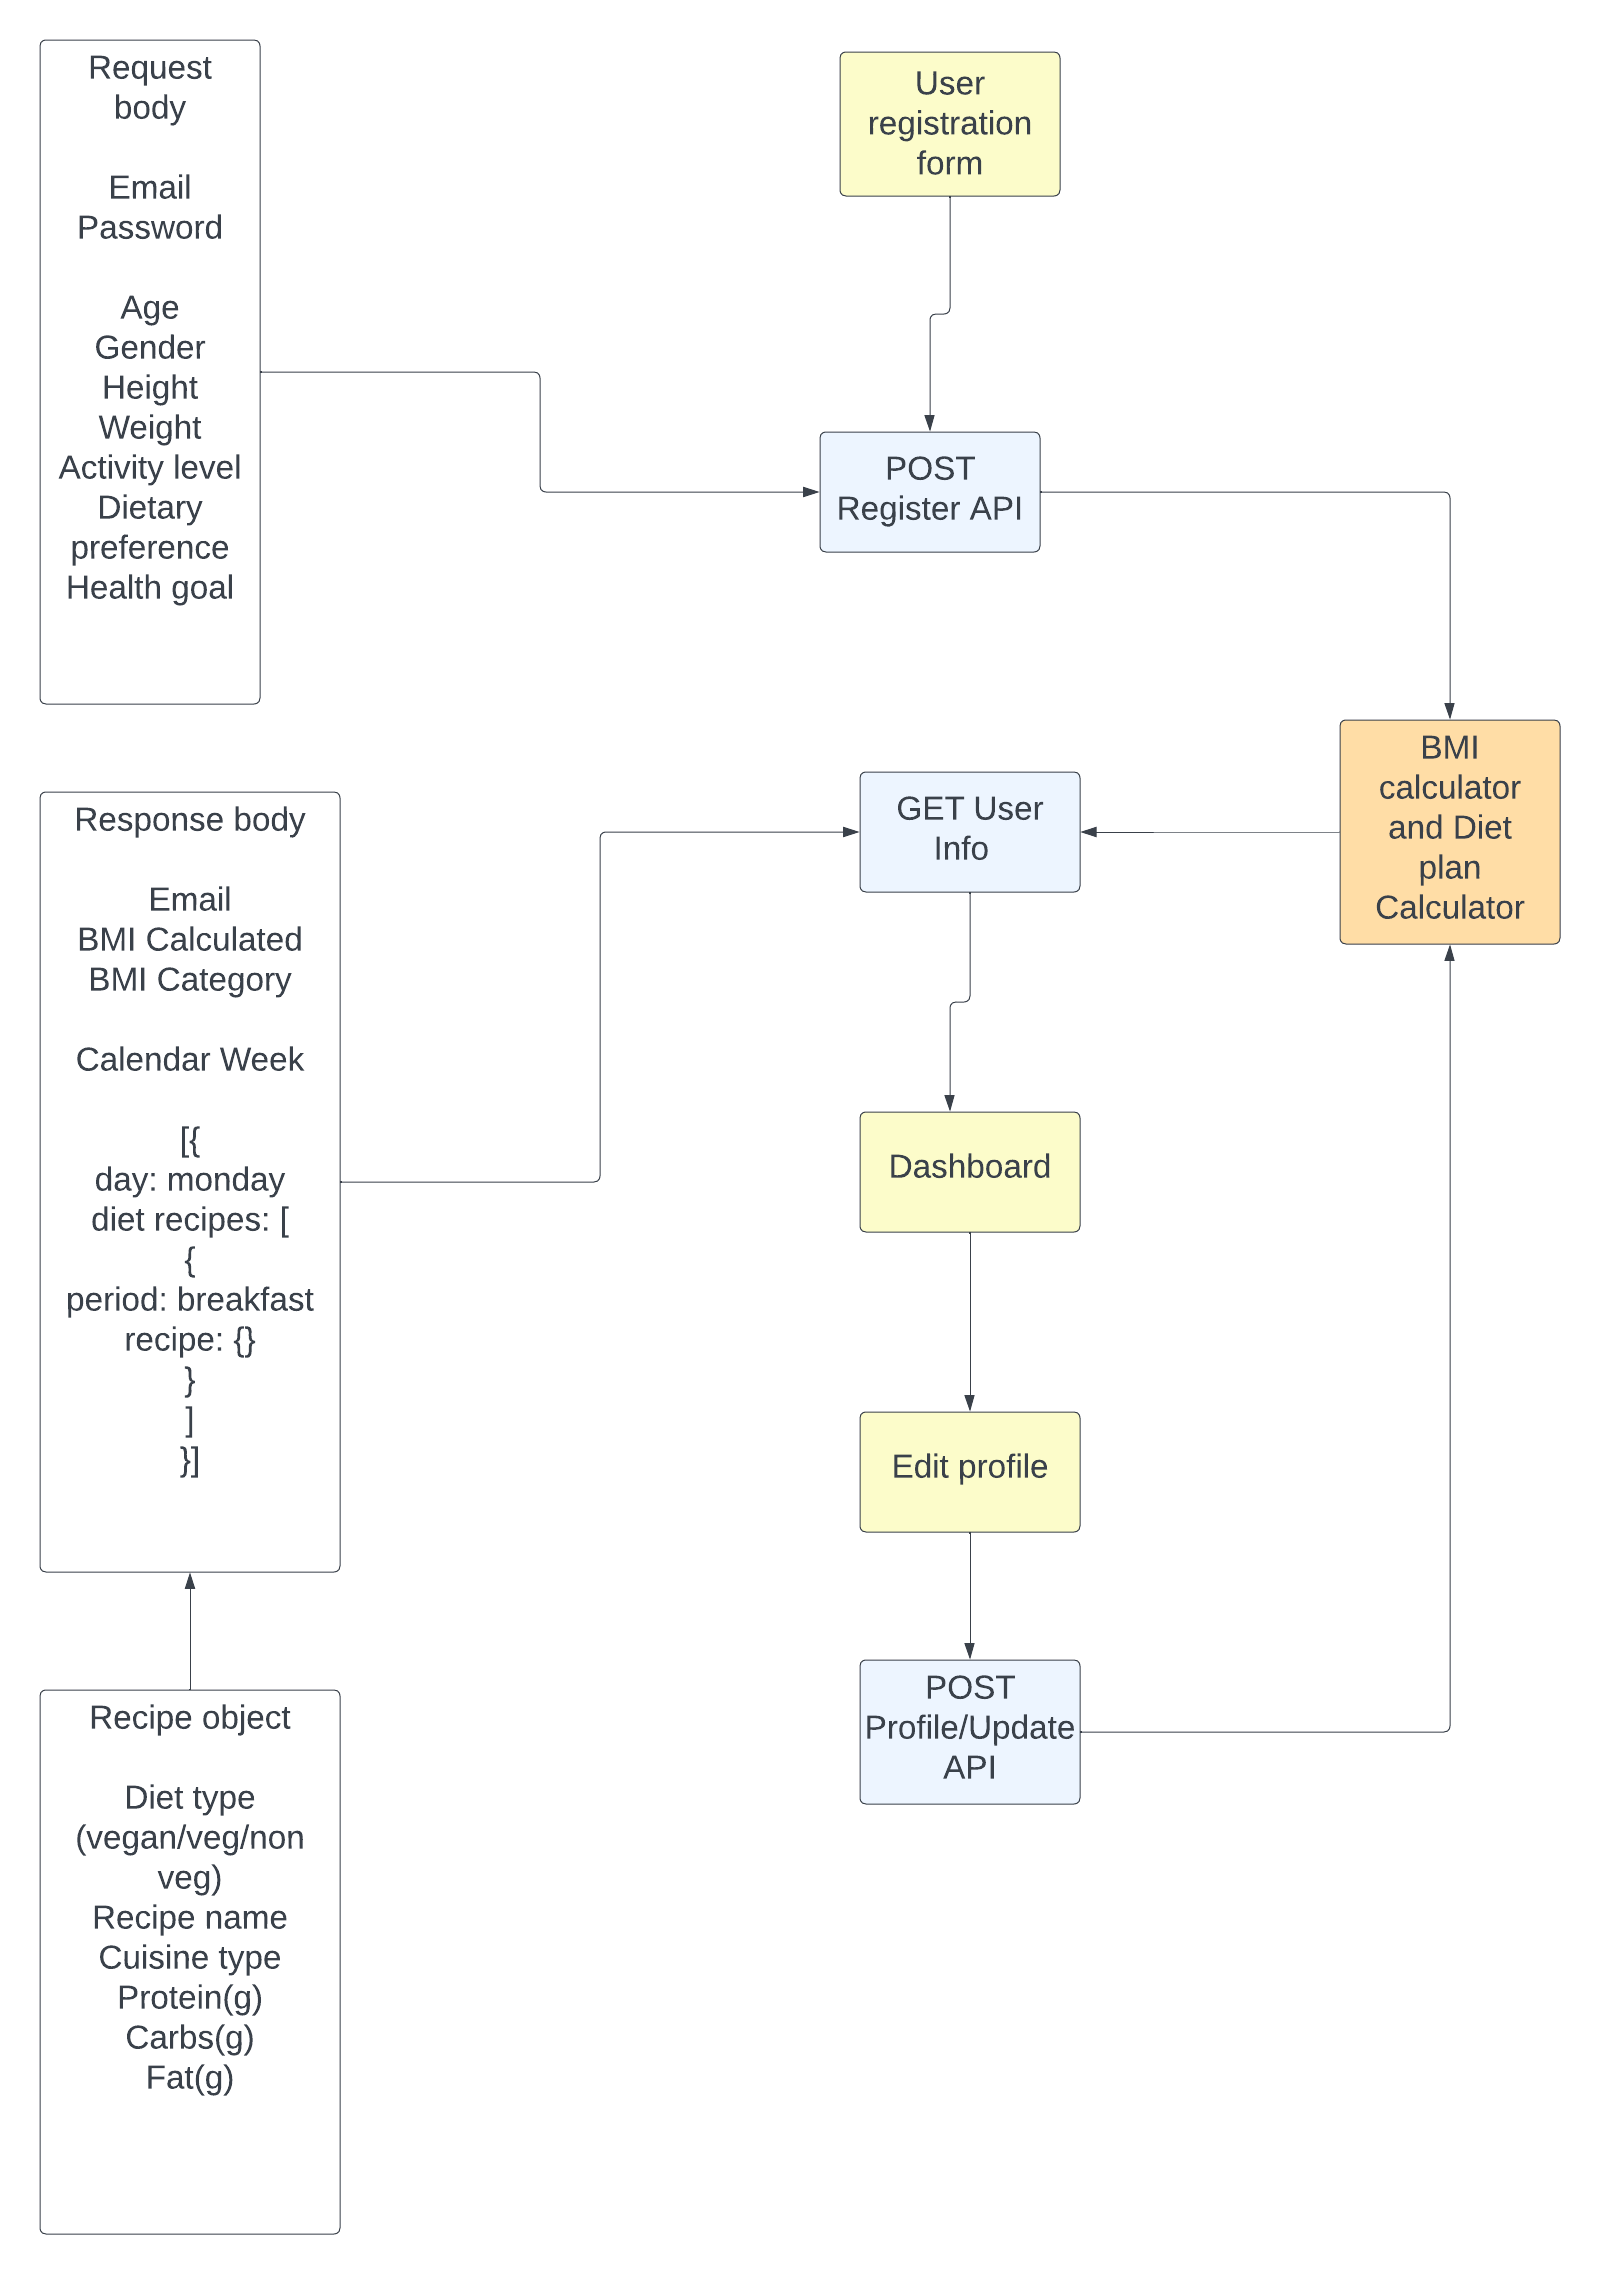 Request
body
Email
Password
Age
Gender
Height
Weight
Activity level
Dietary
preference
Health goal
User
registration
form
POST
Register API
BMI
calculator
and Diet
plan
Calculator
GET User
Info
Response body
Email
BMI Calculated
BMI Category
Calendar Week
[{
day: monday
diet recipes: [
{
period: breakfast
recipe: {}
}
]
}]
Dashboard
Edit profile
POST
Profile/Update
API
Recipe object
Diet type
(vegan/veg/non
veg)
Recipe name
Cuisine type
Protein(g)
Carbs(g)
Fat(g)